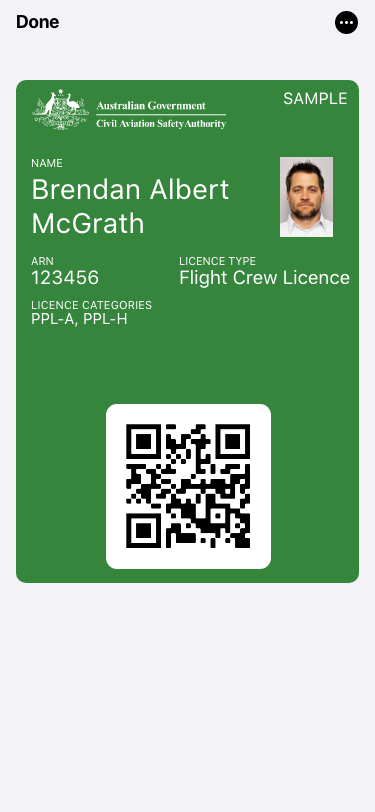 Done
Australian Government
Civil Aviation Safety Authority
SAMPLE
NAME
Brendan Albert
McGrath
ARN
123456
LICENCE TYPE
Flight Crew Licence
LICENCE CATEGORIES
PPL-A, PPL-H